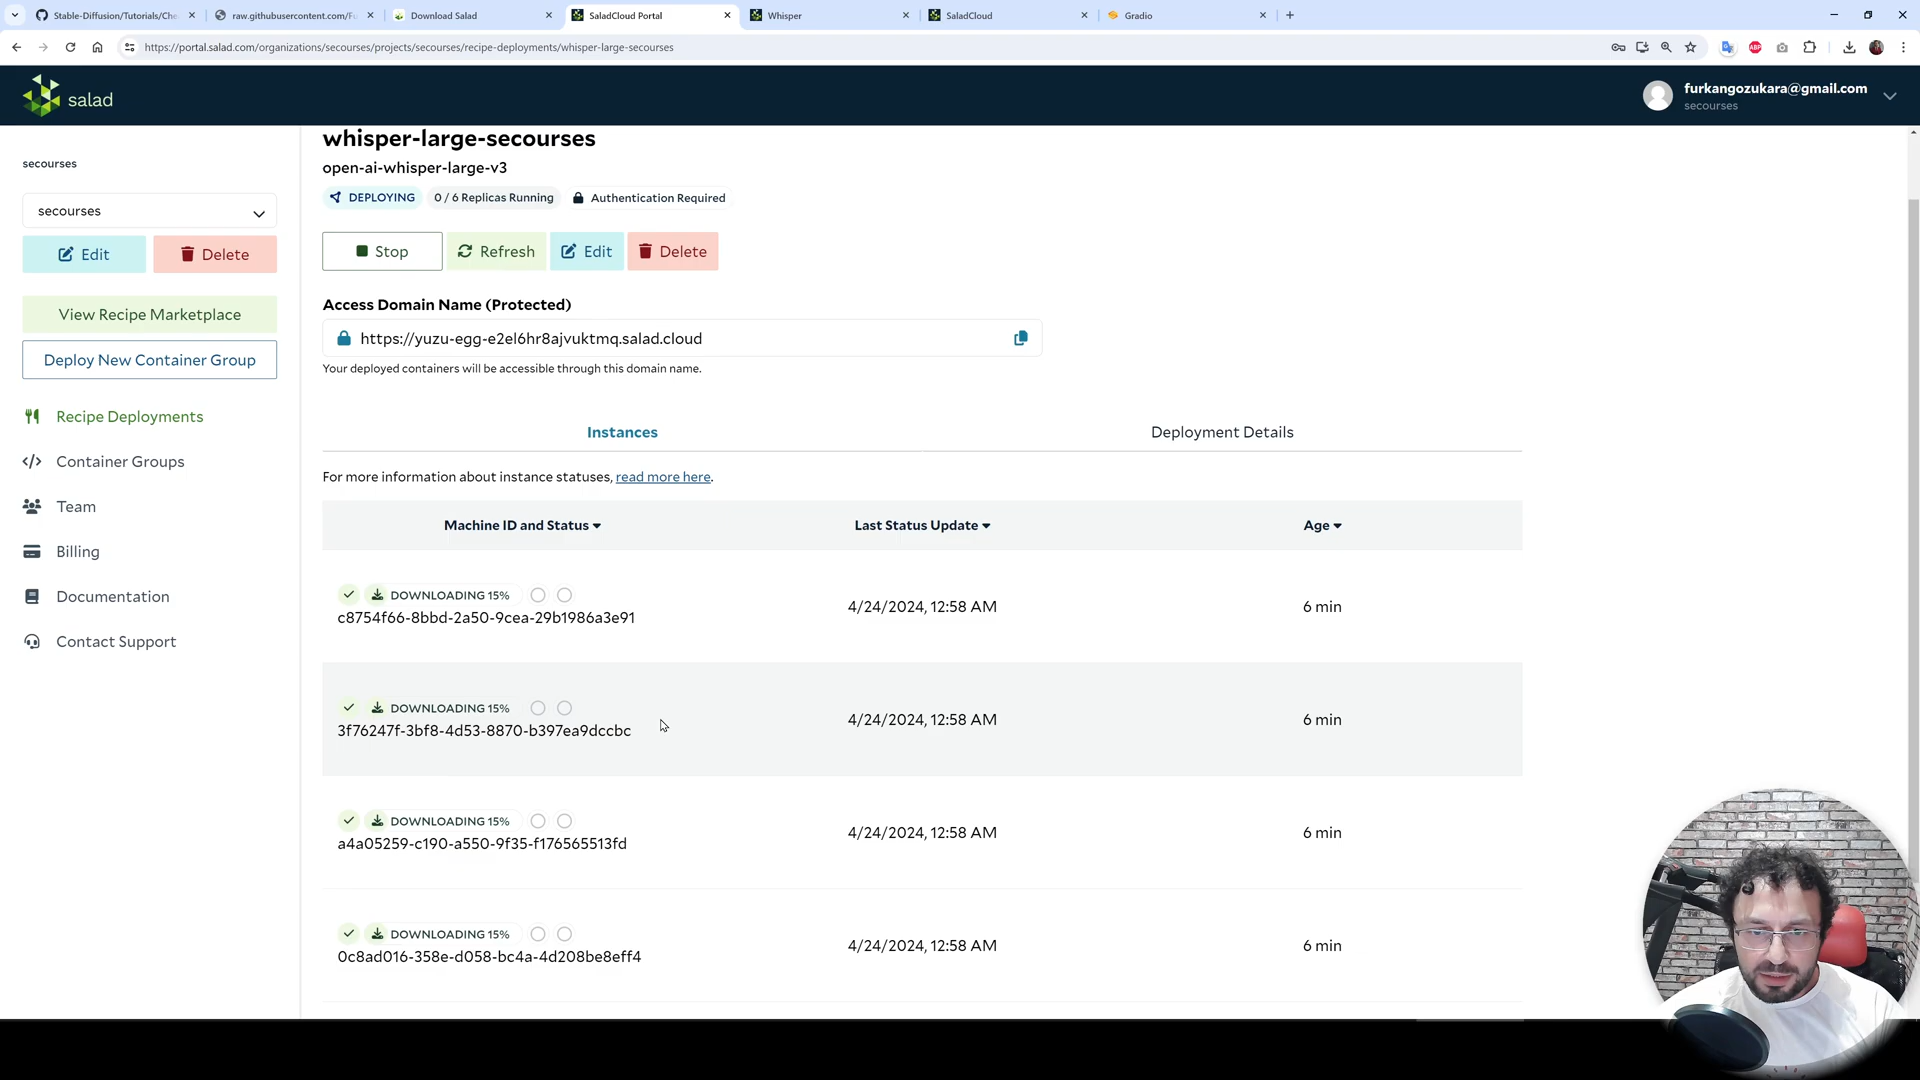 Stable-Diffusion/Tutorials/Che
raw.githubusercontent.com/Fu
Download Salad
SaladCloud Portal
Whisper
SaladCloud
Gradio
https://portal.salad.com/organizations/secourses/projects/secourses/recipe-deployments/whisper-large-secourses
ABP
salad
furkangozukara@gmail.com
secourses
secourses
secourses
Edit
Delete
View Recipe Marketplace
Deploy New Container Group
Recipe Deployments
Container Groups
Team
Billing
Documentation
Contact Support
whisper-large-secourses
open-ai-whisper-large-v3
DEPLOYING
0 / 6 Replicas Running
Authentication Required
Stop
Refresh
Edit
Delete
Access Domain Name (Protected)
https://yuzu-egg-e2el6hr8ajvuktmq.salad.cloud
Your deployed containers will be accessible through this domain name.
Instances
Deployment Details
For more information about instance statuses, read more here.
Machine ID and Status
Last Status Update
Age
DOWNLOADING 15%
c8754f66-8bbd-2a50-9cea-29b1986a3e91
4/24/2024, 12:58 AM
6 min
DOWNLOADING 15%
3f76247f-3bf8-4d53-8870-b397ea9dccbc
4/24/2024, 12:58 AM
6 min
DOWNLOADING 15%
a4a05259-c190-a550-9f35-f176565513fd
4/24/2024, 12:58 AM
6 min
DOWNLOADING 15%
0c8ad016-358e-d058-bc4a-4d208be8eff4
4/24/2024, 12:58 AM
6 min